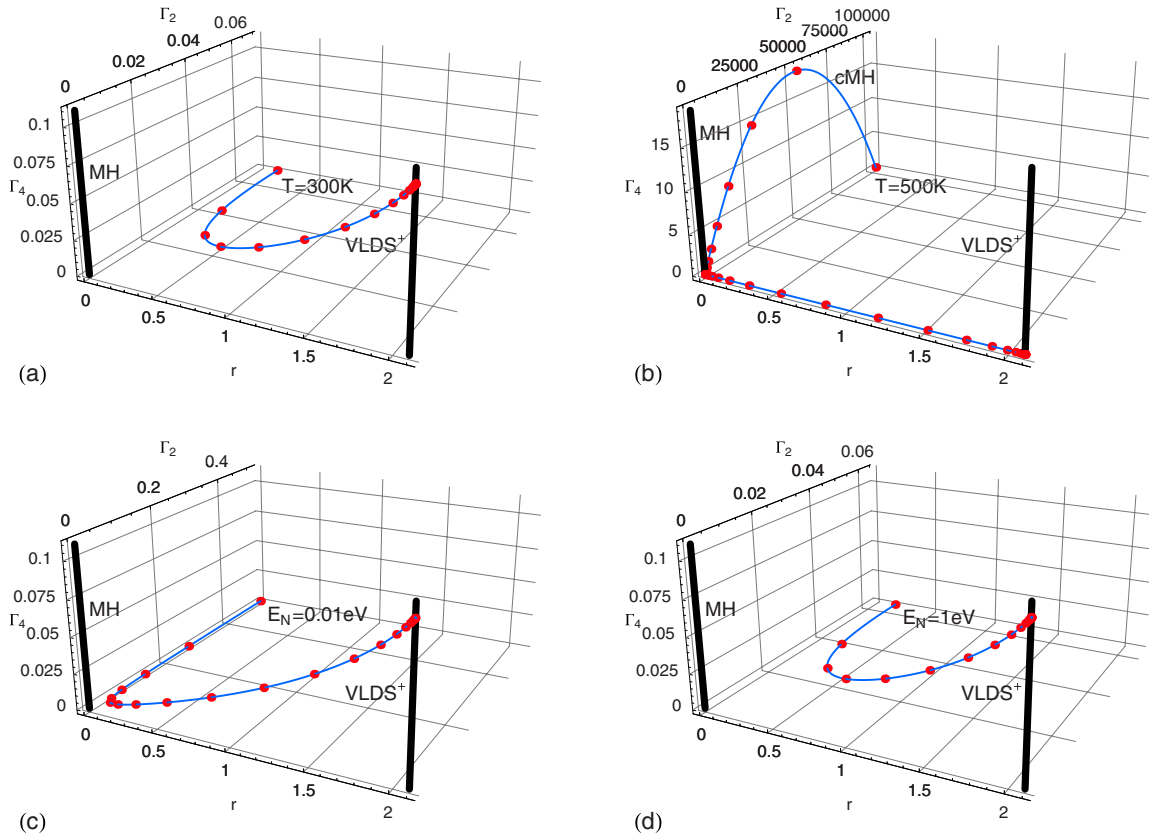 Γ2
0
0.02
0.04
0.06
0.1
0.075
Γ4
0.05
0.025
0
MH
T=300K
VLDS+
0
0.5
1
1.5
2
r
(a)
Γ2
0
25000
50000
75000
100000
15
Γ4
10
5
0
MH
cMH
T=500K
VLDS+
0
0.5
1
1.5
2
r
(b)
Γ2
0
0.2
0.4
0.1
0.075
Γ4
0.05
0.025
0
MH
EN=0.01eV
VLDS+
0
0.5
1
1.5
2
r
(c)
Γ2
0
0.02
0.04
0.06
0.1
0.075
Γ4
0.05
0.025
0
MH
EN=1eV
VLDS+
0
0.5
1
1.5
2
r
(d)